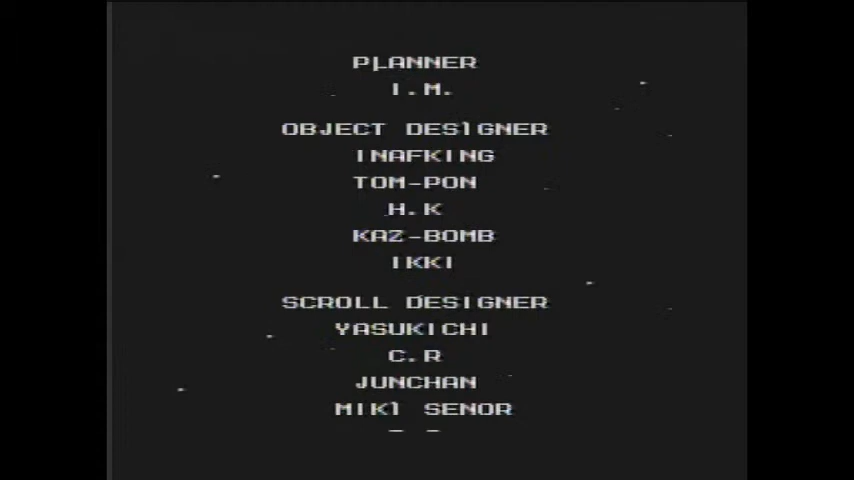 PLANNER
I.M.
OBJECT DESIGNER
INAFKING
TOM-PON
H.K
KAZ-BOMB
IKKI
SCROLL DESIGNER
YASUKICHI
C.R
JUNCHAN
MIKI SENOR